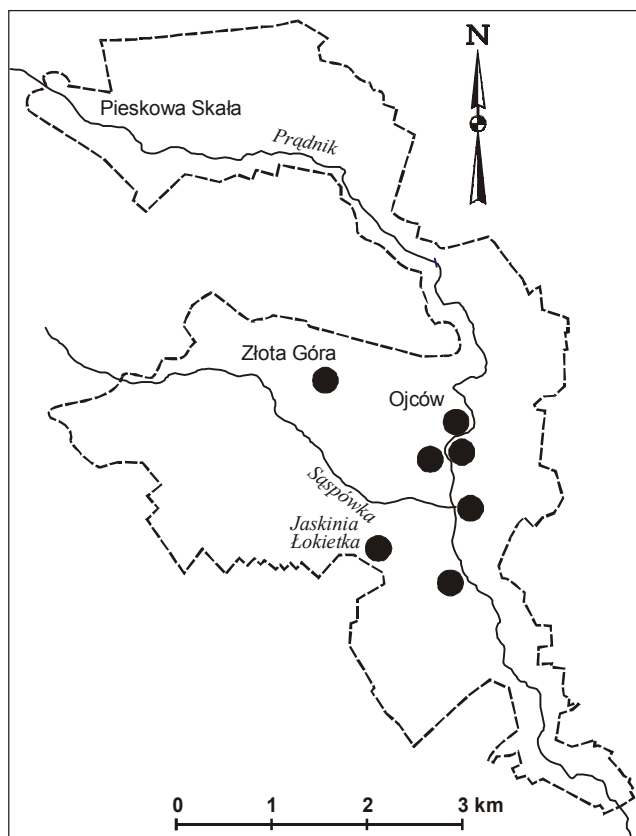 N
Pieskowa Skała
Prądnik
Złota Góra
Ojców
Sąspówka
Jaskinia
Łokietka
0 1 2 3 km